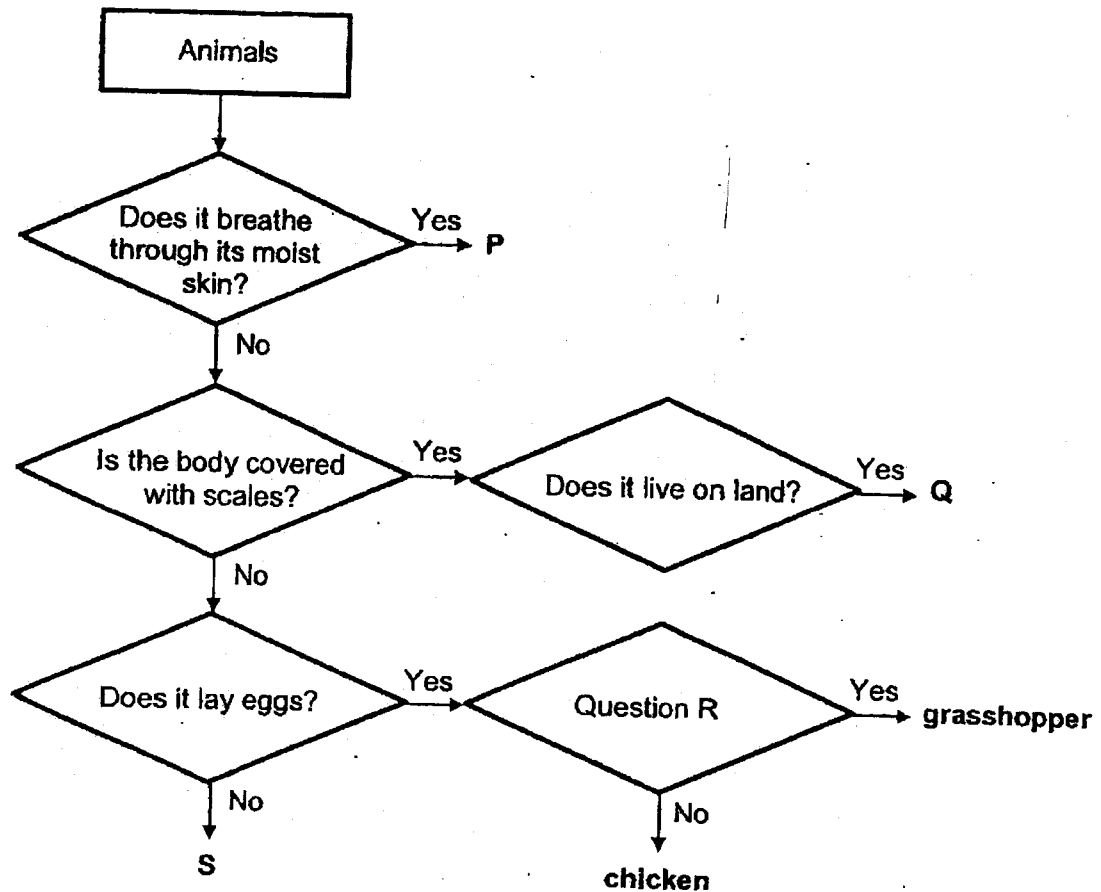 Animals
Does it breathe
through its moist
skin?
Yes
P
No
Is the body covered
with scales?
Yes
Does it live on land?
Yes
Q
No
Does it lay eggs?
Yes
Question R
Yes
grasshopper
No
S
No
chicken